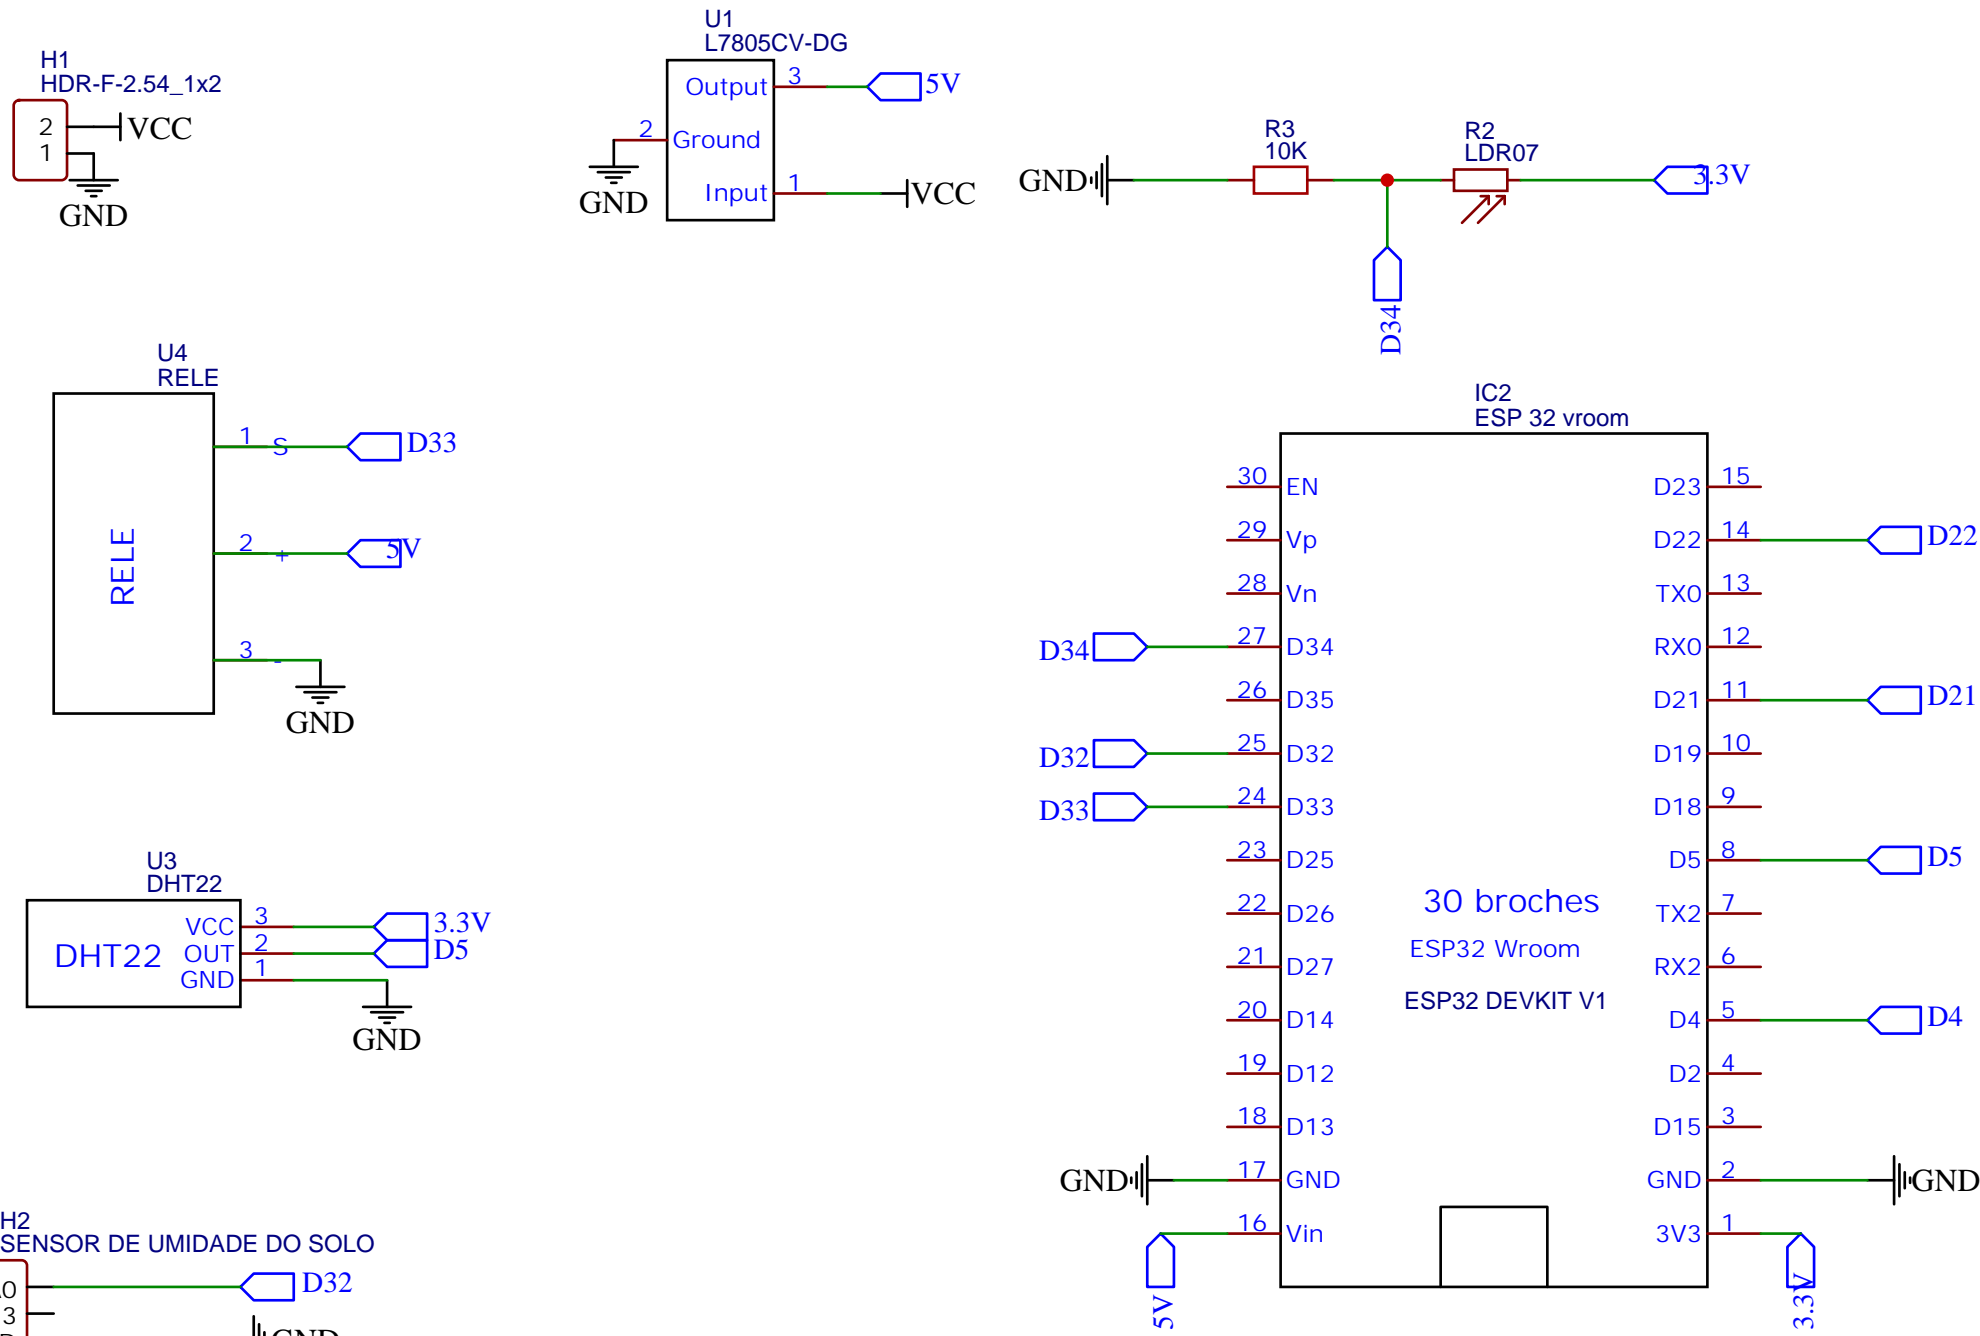 H1
HDR-F-2.54_1x2
2
VCC
1
GND
U1
L7805CV-DG
Output
3
5V
2
Ground
GND
Input
1
VCC
R3
10K
R2
LDR07
GND
3.3V
D34
U4
RELE
RELE
1
S
D33
2
+
5V
3
-
GND
U3
DHT22
DHT22
VCC
3
3.3V
OUT
2
D5
GND
1
GND
H2
SENSOR DE UMIDADE DO SOLO
D32
3
GND
IC2
ESP 32 vroom
30
EN
29
Vp
28
Vn
D34
27
D34
26
D35
D32
25
D32
D33
24
D33
23
D25
22
D26
21
D27
20
D14
19
D12
18
D13
GND
17
GND
5V
16
Vin
30 broches
ESP32 Wroom
ESP32 DEVKIT V1
D23
15
D22
14
D22
TX0
13
RX0
12
D21
11
D21
D19
10
D18
9
D5
8
D5
TX2
7
RX2
6
D4
5
D4
D2
4
D15
3
GND
2
GND
3V3
1
3.3V